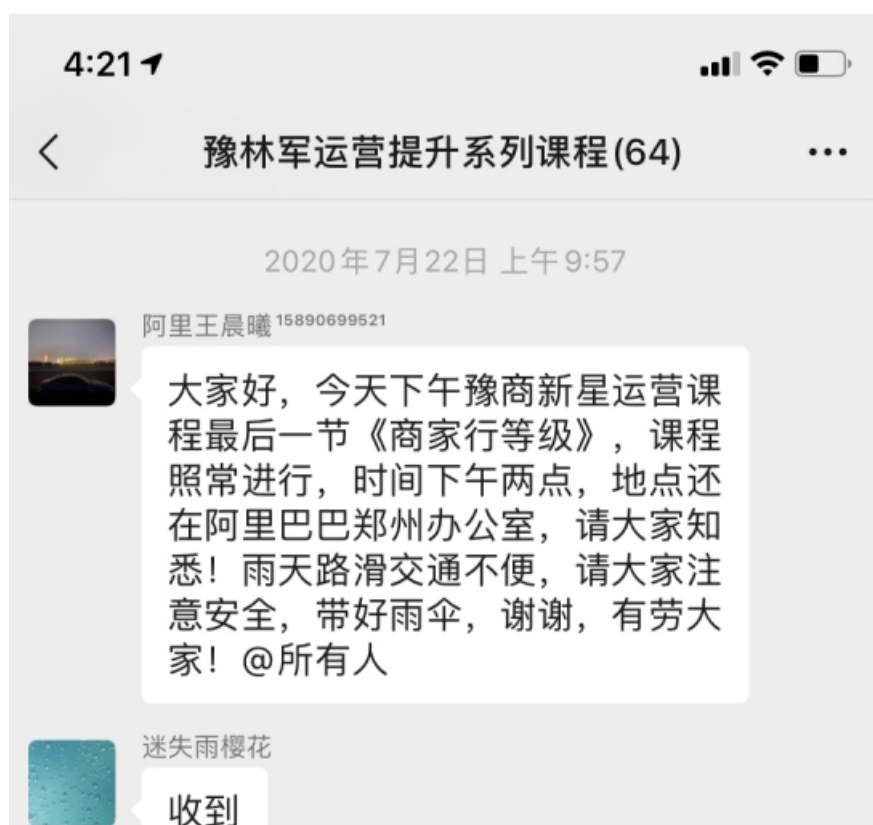 4:21
豫林军运营提升系列课程(64)
2020年7月22日 上午9:57
阿里王晨曦15890699521
大家好，今天下午豫商新星运营课
程最后一节《商家行等级》，课程
照常进行，时间下午两点，地点还
在阿里巴巴郑州办公室，请大家知
悉！雨天路滑交通不便，请大家注
意安全，带好雨伞，谢谢，有劳大
家！@所有人
迷失雨樱花
收到